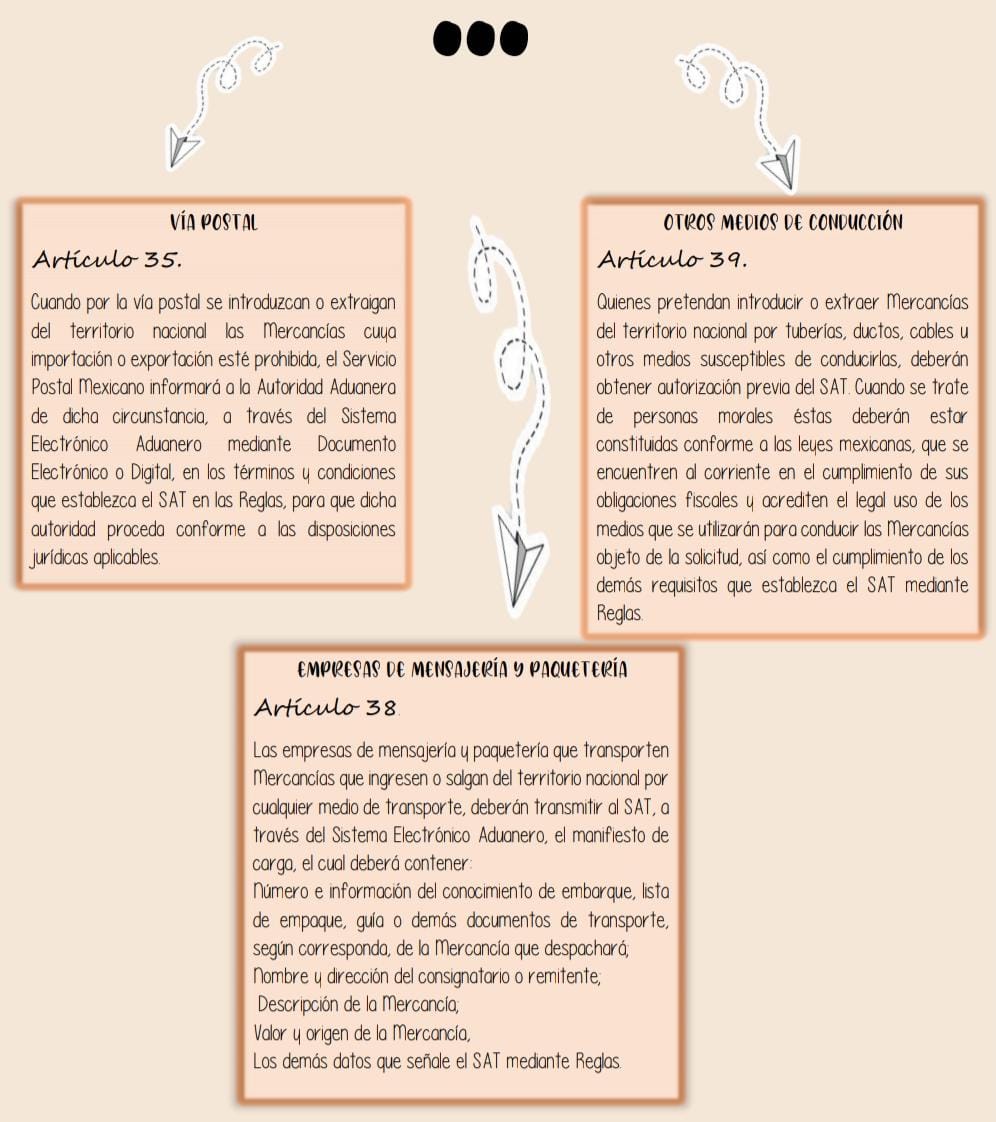 VÍA POSTAL
Artículo 35.
Cuando por la vía postal se introduzcan o extraigan
del territorio nacional las Mercancías cuya
importación o exportación esté prohibida, el Servicio
Postal Mexicano informará a la Autoridad Aduanera
de dicha circunstancia, a través del Sistema
Electrónico Aduanero mediante Documento
Electrónico o Digital, en los términos y condiciones
que establezca el SAT en las Reglas, para que dicha
autoridad proceda conforme a las disposiciones
jurídicas aplicables.
OTROS MEDIOS DE CONDUCCIÓN
Artículo 39.
Quienes pretendan introducir o extraer Mercancías
del territorio nacional por tuberías, ductos, cables u
otros medios susceptibles de conducirlas, deberán
obtener autorización previa del SAT. Cuando se trate
de personas morales éstas deberán estar
constituidas conforme a las leyes mexicanas, que se
encuentren al corriente en el cumplimiento de sus
obligaciones fiscales y acrediten el legal uso de los
medios que se utilizarán para conducir las Mercancías
objeto de la solicitud, así como el cumplimiento de los
demás requisitos que establezca el SAT mediante
Reglas.
EMPRESAS DE MENSAJERÍA Y PAQUETERÍA
Artículo 38.
Las empresas de mensajería y paquetería que transporten
Mercancías que ingresen o salgan del territorio nacional por
cualquier medio de transporte, deberán transmitir al SAT, a
través del Sistema Electrónico Aduanero, el manifiesto de
carga, el cual deberá contener:
Número e información del conocimiento de embarque, lista
de empaque, guía o demás documentos de transporte,
según corresponda, de la Mercancía que despachará;
Nombre y dirección del consignatario o remitente;
Descripción de la Mercancía;
Valor y origen de la Mercancía,
Los demás datos que señale el SAT mediante Reglas.